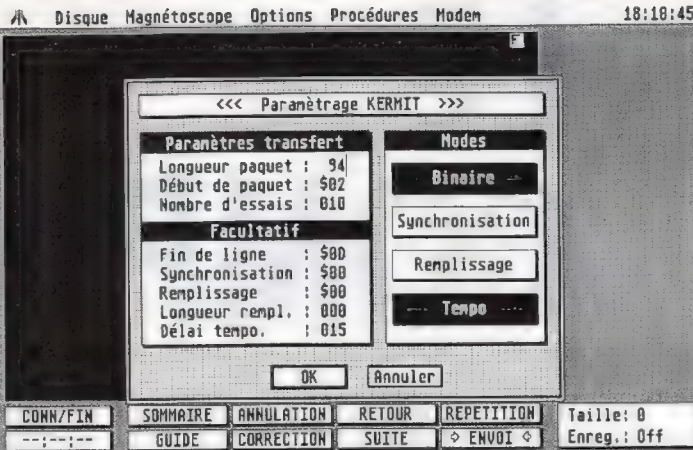 Disque Magnétoscope Options Procédures Modem 18:18:45
F
<<< Paramètrage KERMIT >>>
Paramètres transfert
Longueur paquet : 94
Début de paquet : $02
Nombre d'essais : 010
Facultatif
Fin de ligne : $0D
Synchronisation : $00
Remplissage : $00
Longueur rempl. : 000
Délai tempo. : 015
Modes
Binaire
Synchronisation
Remplissage
Tempo
OK Annuler
CONN/FIN SOMMAIRE ANNULATION RETOUR REPETITION Taille: 0
--:--:-- GUIDE CORRECTION SUITE ENVOI Enreg.: Off